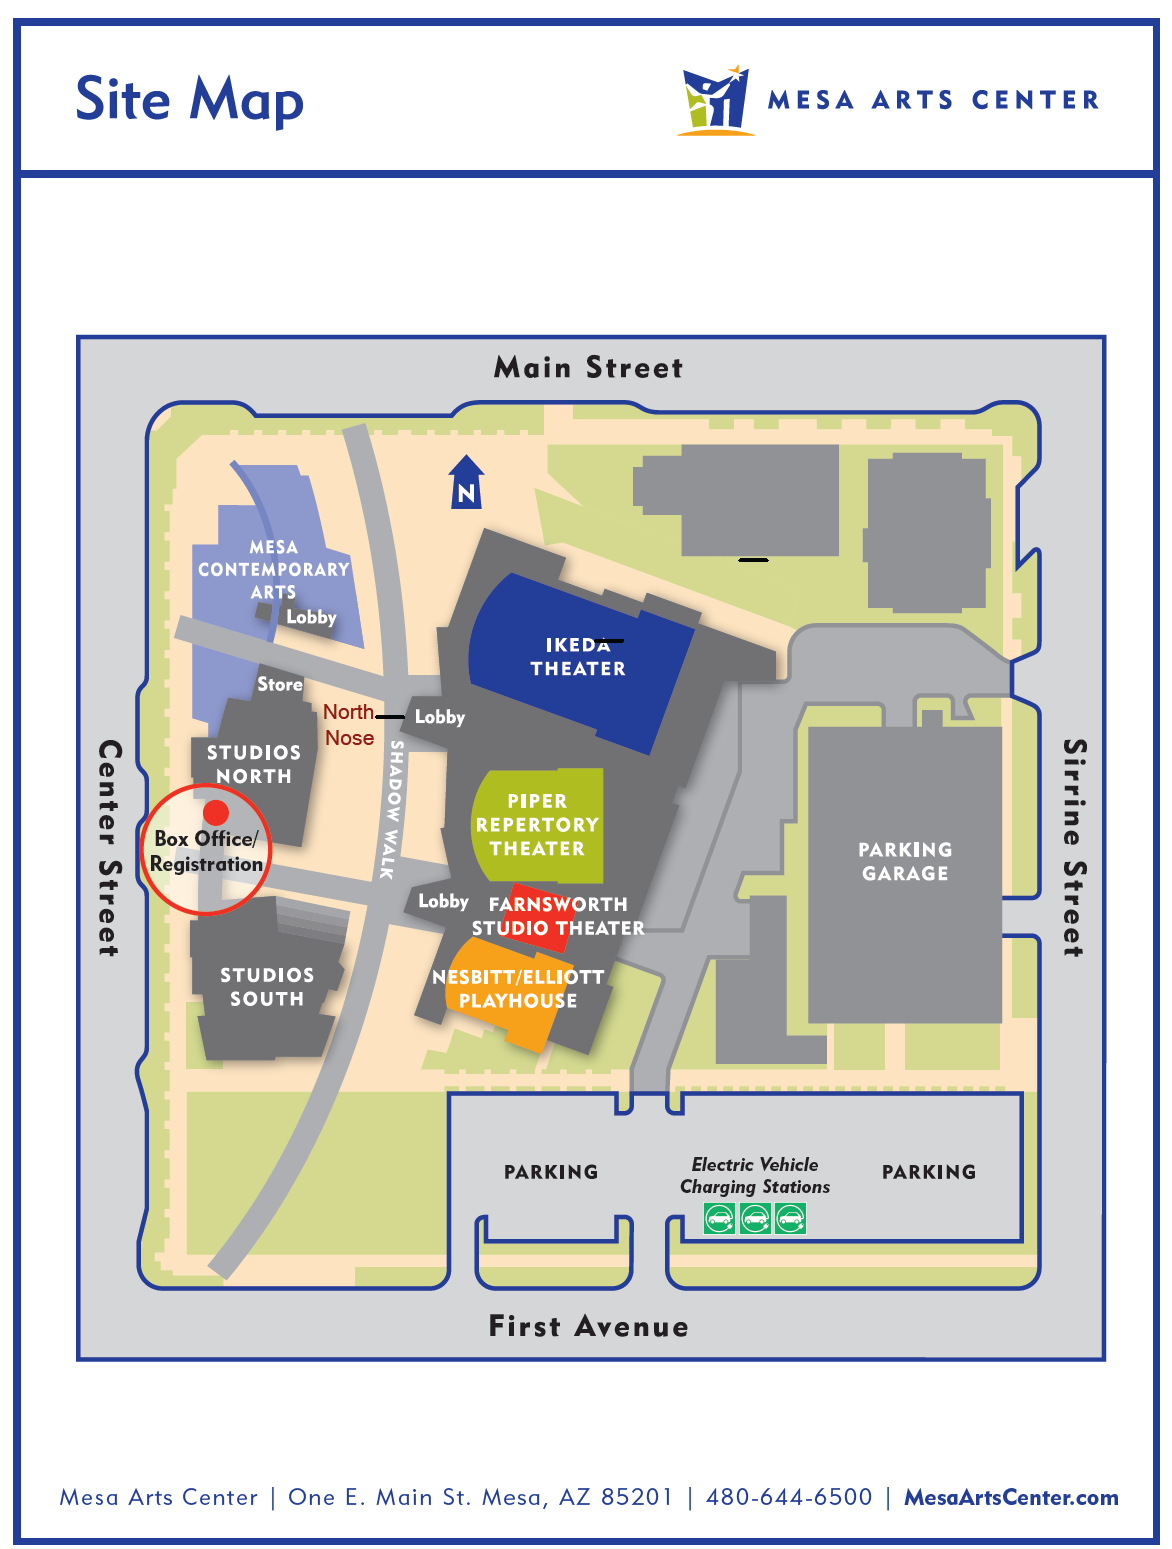 Site Map
MESA ARTS CENTER
Main Street
N
MESA
CONTEMPORARY
ARTS
Lobby
IKEDA
THEATER
Store
North
Nose
Lobby
STUDIOS
NORTH
SHADOW WALK
Center Street
Sirrine Street
PIPER
REPERTORY
THEATER
Box Office/
Registration
PARKING
GARAGE
Lobby
FARNSWORTH
STUDIO THEATER
STUDIOS
SOUTH
NESBITT/ELLIOTT
PLAYHOUSE
PARKING
Electric Vehicle
Charging Stations
PARKING
First Avenue
Mesa Arts Center | One E. Main St. Mesa, AZ 85201 | 480-644-6500 | MesaArtsCenter.com